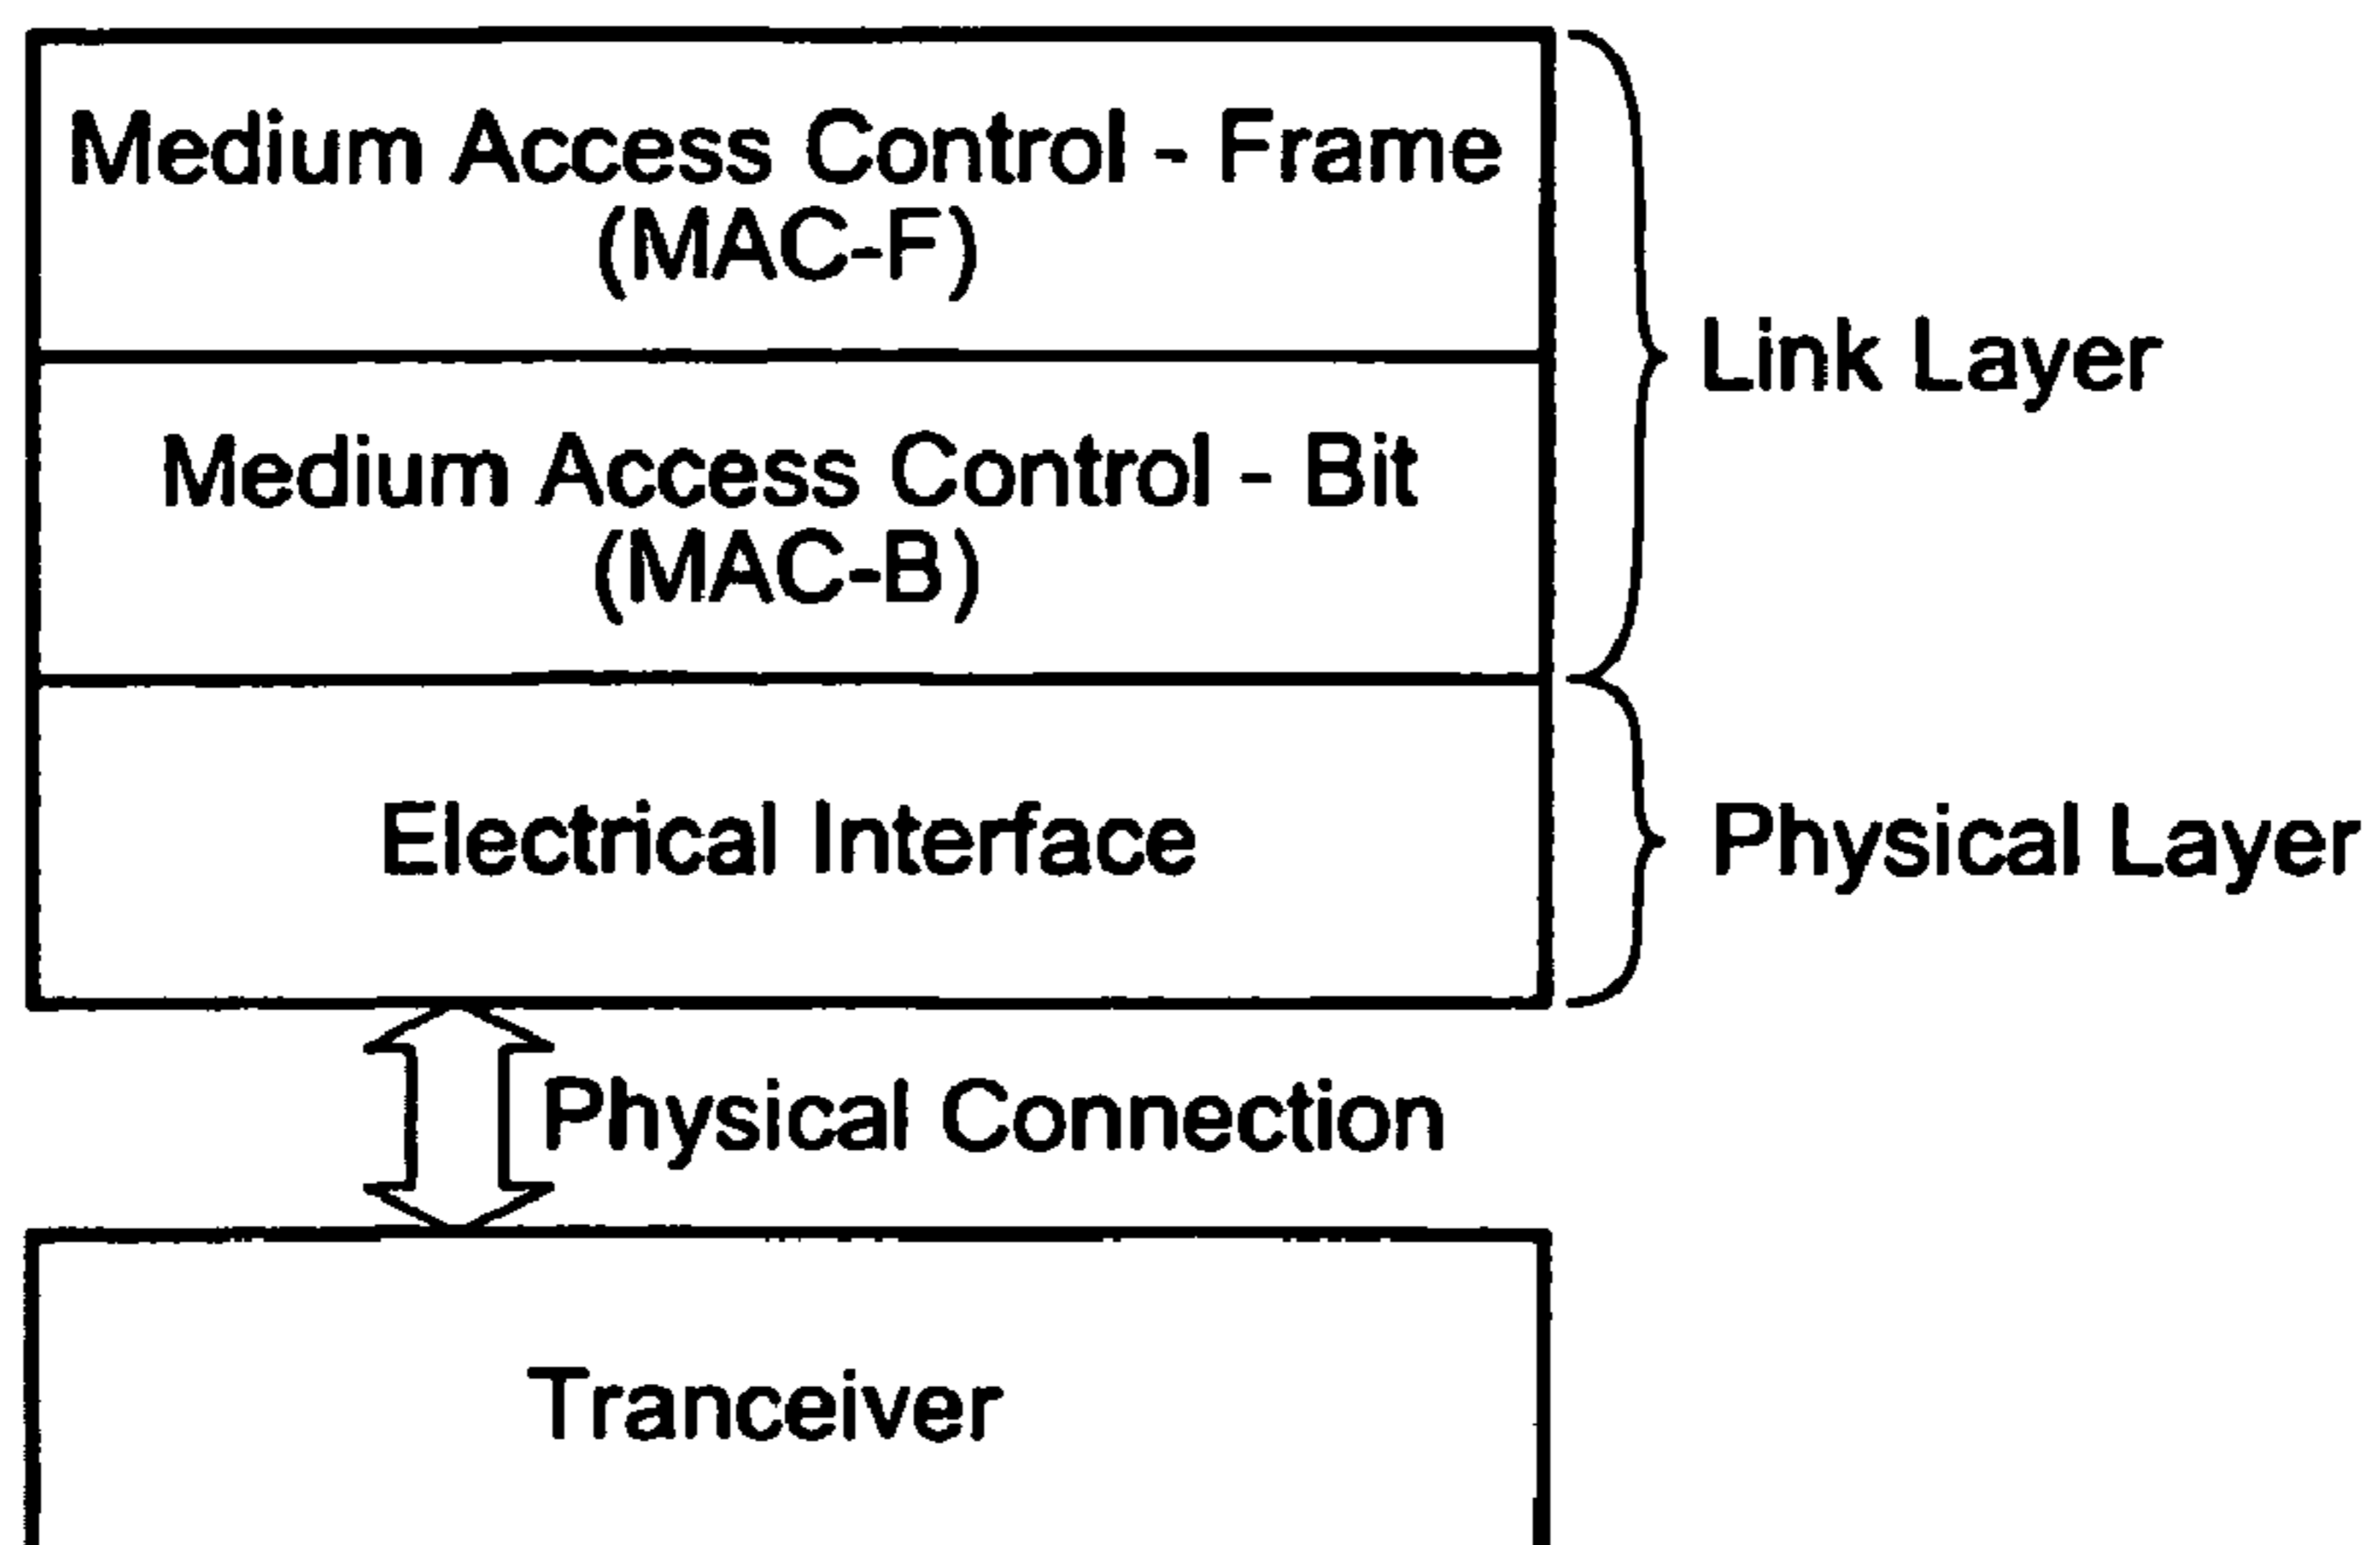 Medium Access Control - Frame
(MAC-F)
Link Layer
Medium Access Control - Bit
(MAC-B)
Electrical Interface
Physical Layer
Physical Connection
Tranceiver